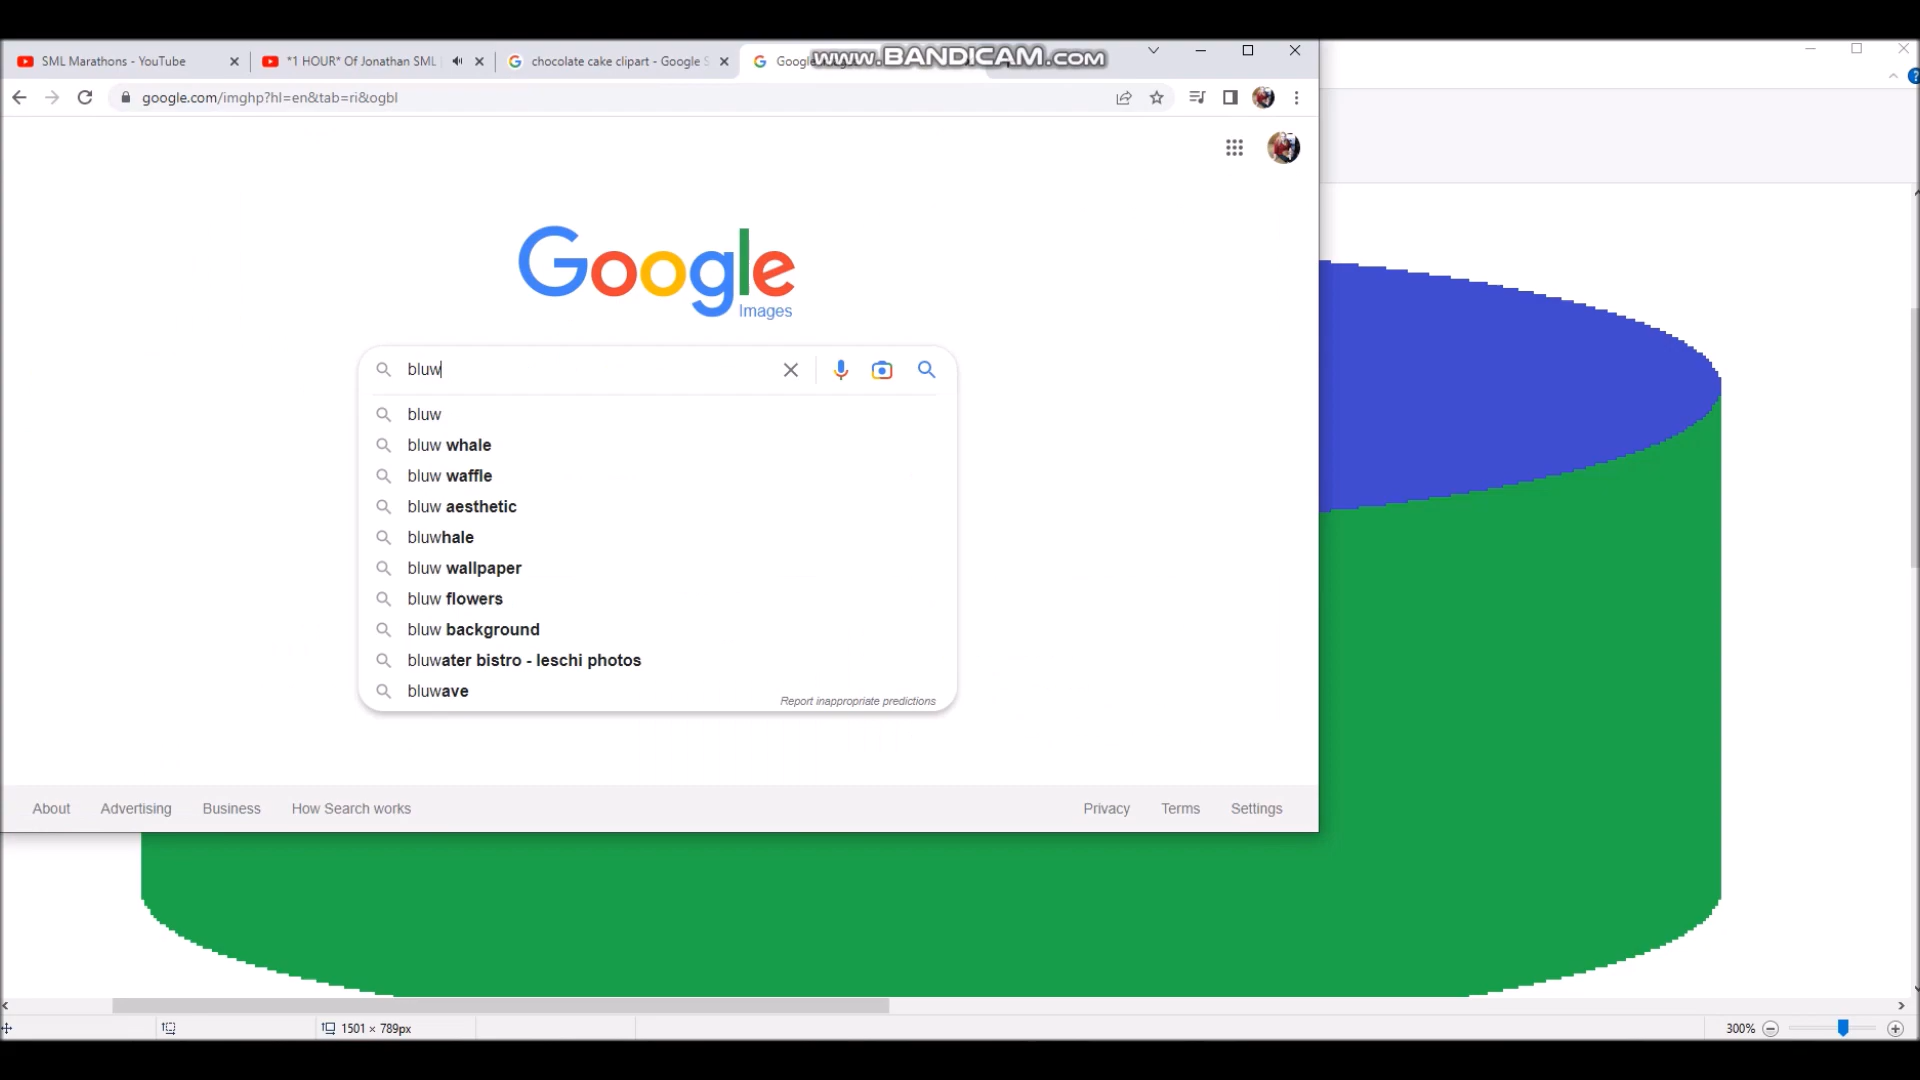 www.BANDICAM.com
SML Marathons - YouTube
*1 HOUR* Of Jonathan SML
chocolate cake clipart - Google S
Google
google.com/imghp?hl=en&tab=ri&ogbl
Google
Images
bluw
bluw
bluw whale
bluw waffle
bluw aesthetic
bluwhale
bluw wallpaper
bluw flowers
bluw background
bluwater bistro - leschi photos
bluwave
Report inappropriate predictions
About Advertising Business How Search works Privacy Terms Settings
1501 × 789px 300%